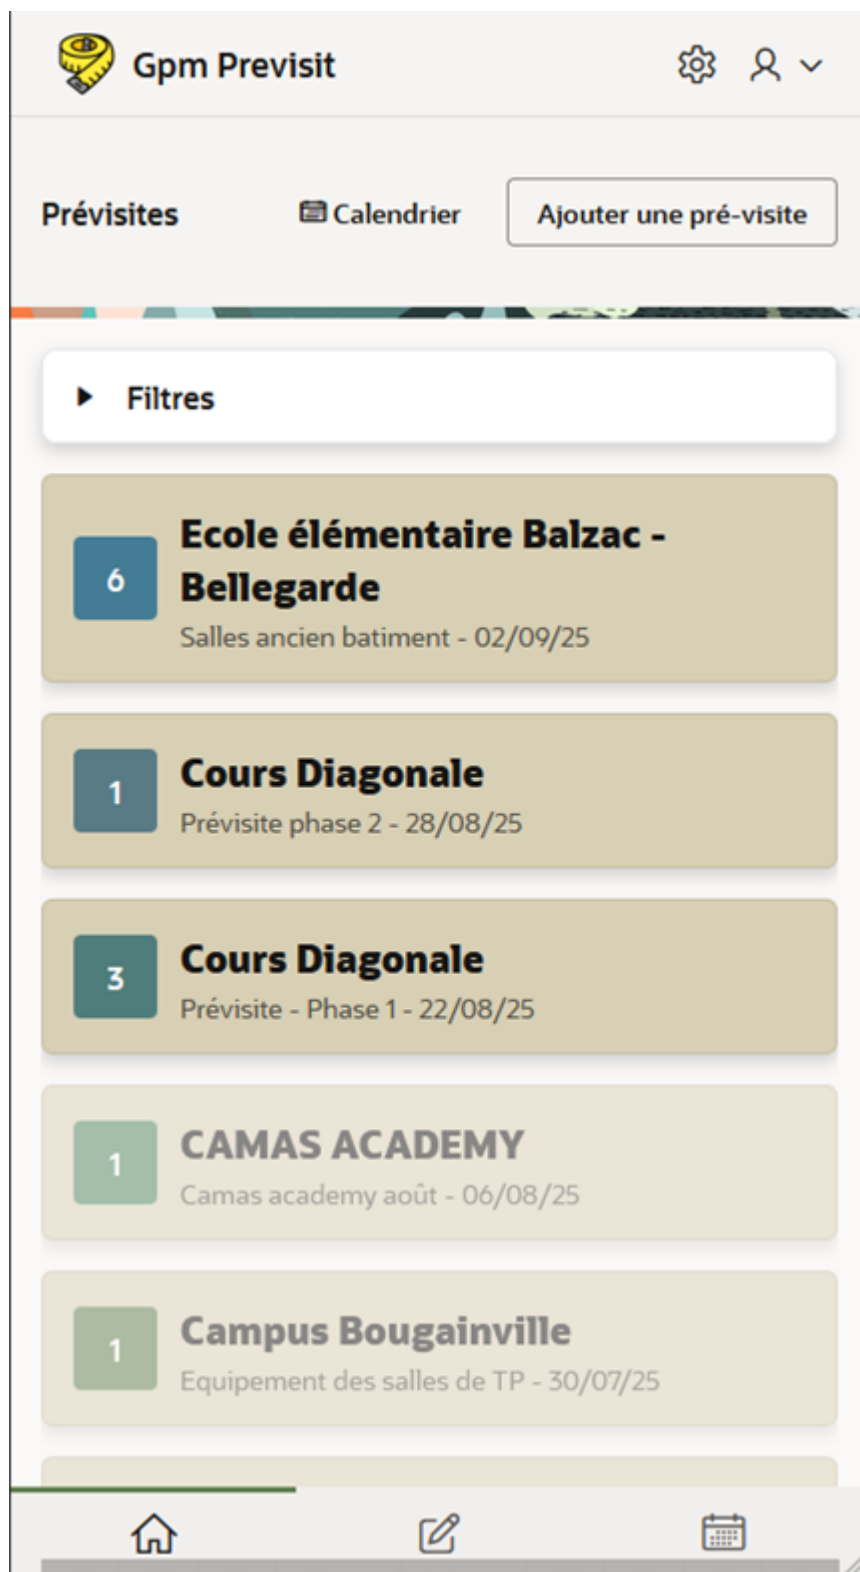 Gpm Previsit
Prévisites
Calendrier
Ajouter une pré-visite
Filtres
6
Ecole élémentaire Balzac -
Bellegarde
Salles ancien batiment - 02/09/25
1
Cours Diagonale
Prévisite phase 2 - 28/08/25
3
Cours Diagonale
Prévisite - Phase 1 - 22/08/25
1
CAMAS ACADEMY
Camas academy août - 06/08/25
1
Campus Bougainville
Equipement des salles de TP - 30/07/25